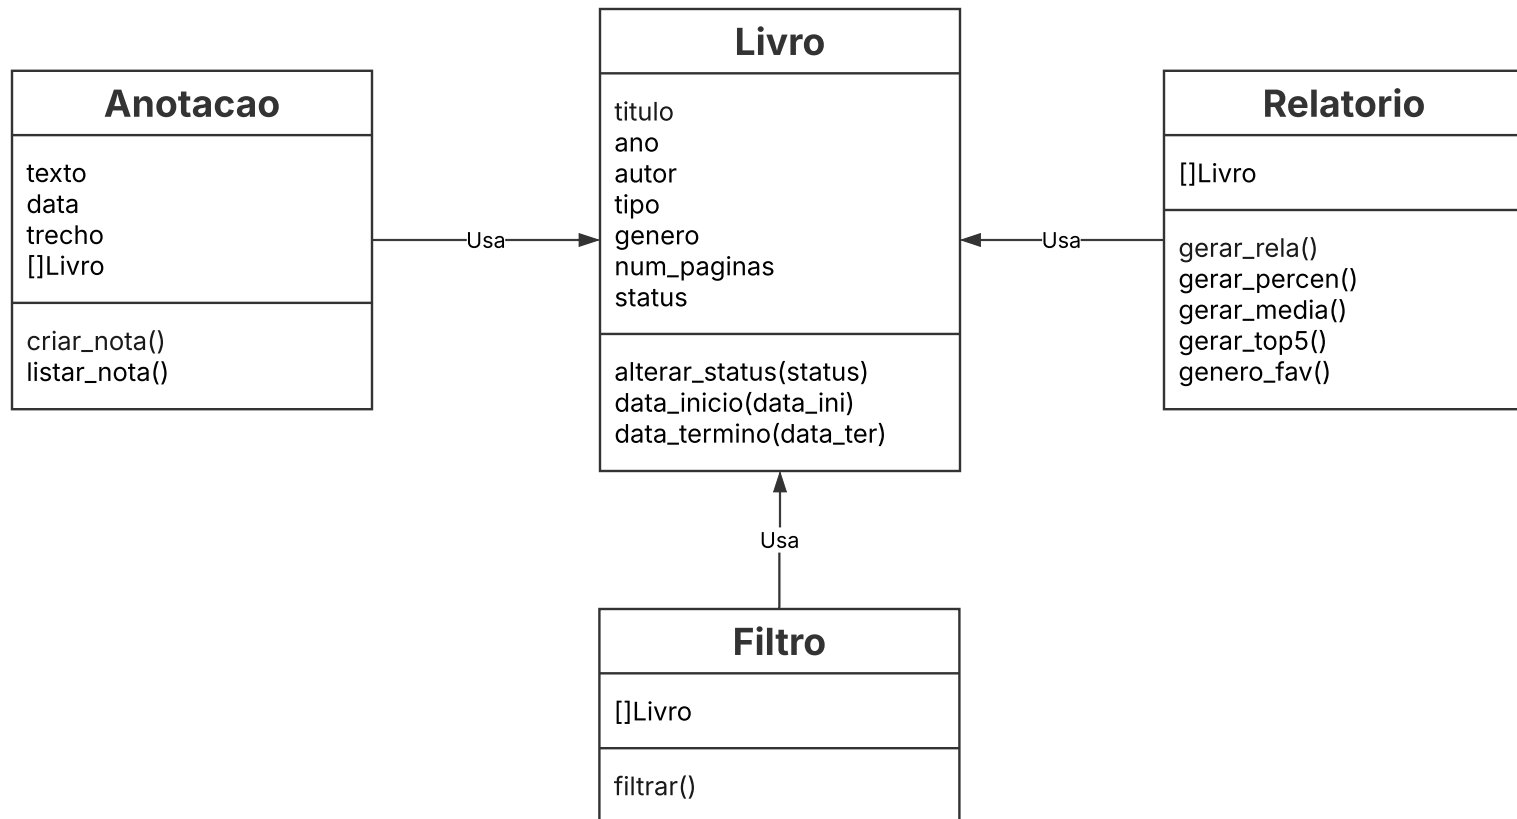 Livro
titulo
ano
autor
tipo
genero
num_paginas
status
alterar_status(status)
data_inicio(data_ini)
data_termino(data_ter)
Anotacao
texto
data
trecho
[]Livro
criar_nota()
listar_nota()
Usa
Usa
Relatorio
[]Livro
gerar_rela()
gerar_percen()
gerar_media()
gerar_top5()
genero_fav()
Usa
Filtro
[]Livro
filtrar()